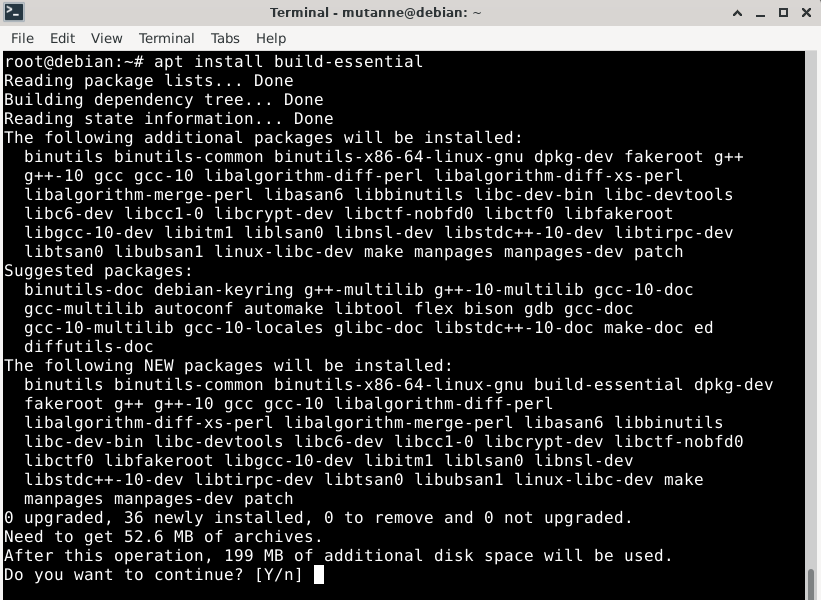 Terminal - mutanne@debian: ~
File Edit View Terminal Tabs Help
root@debian:~# apt install build-essential
Reading package lists... Done
Building dependency tree... Done
Reading state information... Done
The following additional packages will be installed:
  binutils binutils-common binutils-x86-64-linux-gnu dpkg-dev fakeroot g++
  g++-10 gcc gcc-10 libalgorithm-diff-perl libalgorithm-diff-xs-perl
  libalgorithm-merge-perl libasan6 libbinutils libc-dev-bin libc-devtools
  libc6-dev libcc1-0 libcrypt-dev libctf-nobfd0 libctf0 libfakeroot
  libgcc-10-dev libitm1 liblsan0 libnsl-dev libstdc++-10-dev libtirpc-dev
  libtsan0 libubsan1 linux-libc-dev make manpages manpages-dev patch
Suggested packages:
  binutils-doc debian-keyring g++-multilib g++-10-multilib gcc-10-doc
  gcc-multilib autoconf automake libtool flex bison gdb gcc-doc
  gcc-10-multilib gcc-10-locales glibc-doc libstdc++-10-doc make-doc ed
  diffutils-doc
The following NEW packages will be installed:
  binutils binutils-common binutils-x86-64-linux-gnu build-essential dpkg-dev
  fakeroot g++ g++-10 gcc gcc-10 libalgorithm-diff-perl
  libalgorithm-diff-xs-perl libalgorithm-merge-perl libasan6 libbinutils
  libc-dev-bin libc-devtools libc6-dev libcc1-0 libcrypt-dev libctf-nobfd0
  libctf0 libfakeroot libgcc-10-dev libitm1 liblsan0 libnsl-dev
  libstdc++-10-dev libtirpc-dev libtsan0 libubsan1 linux-libc-dev make
  manpages manpages-dev patch
0 upgraded, 36 newly installed, 0 to remove and 0 not upgraded.
Need to get 52.6 MB of archives.
After this operation, 199 MB of additional disk space will be used.
Do you want to continue? [Y/n]